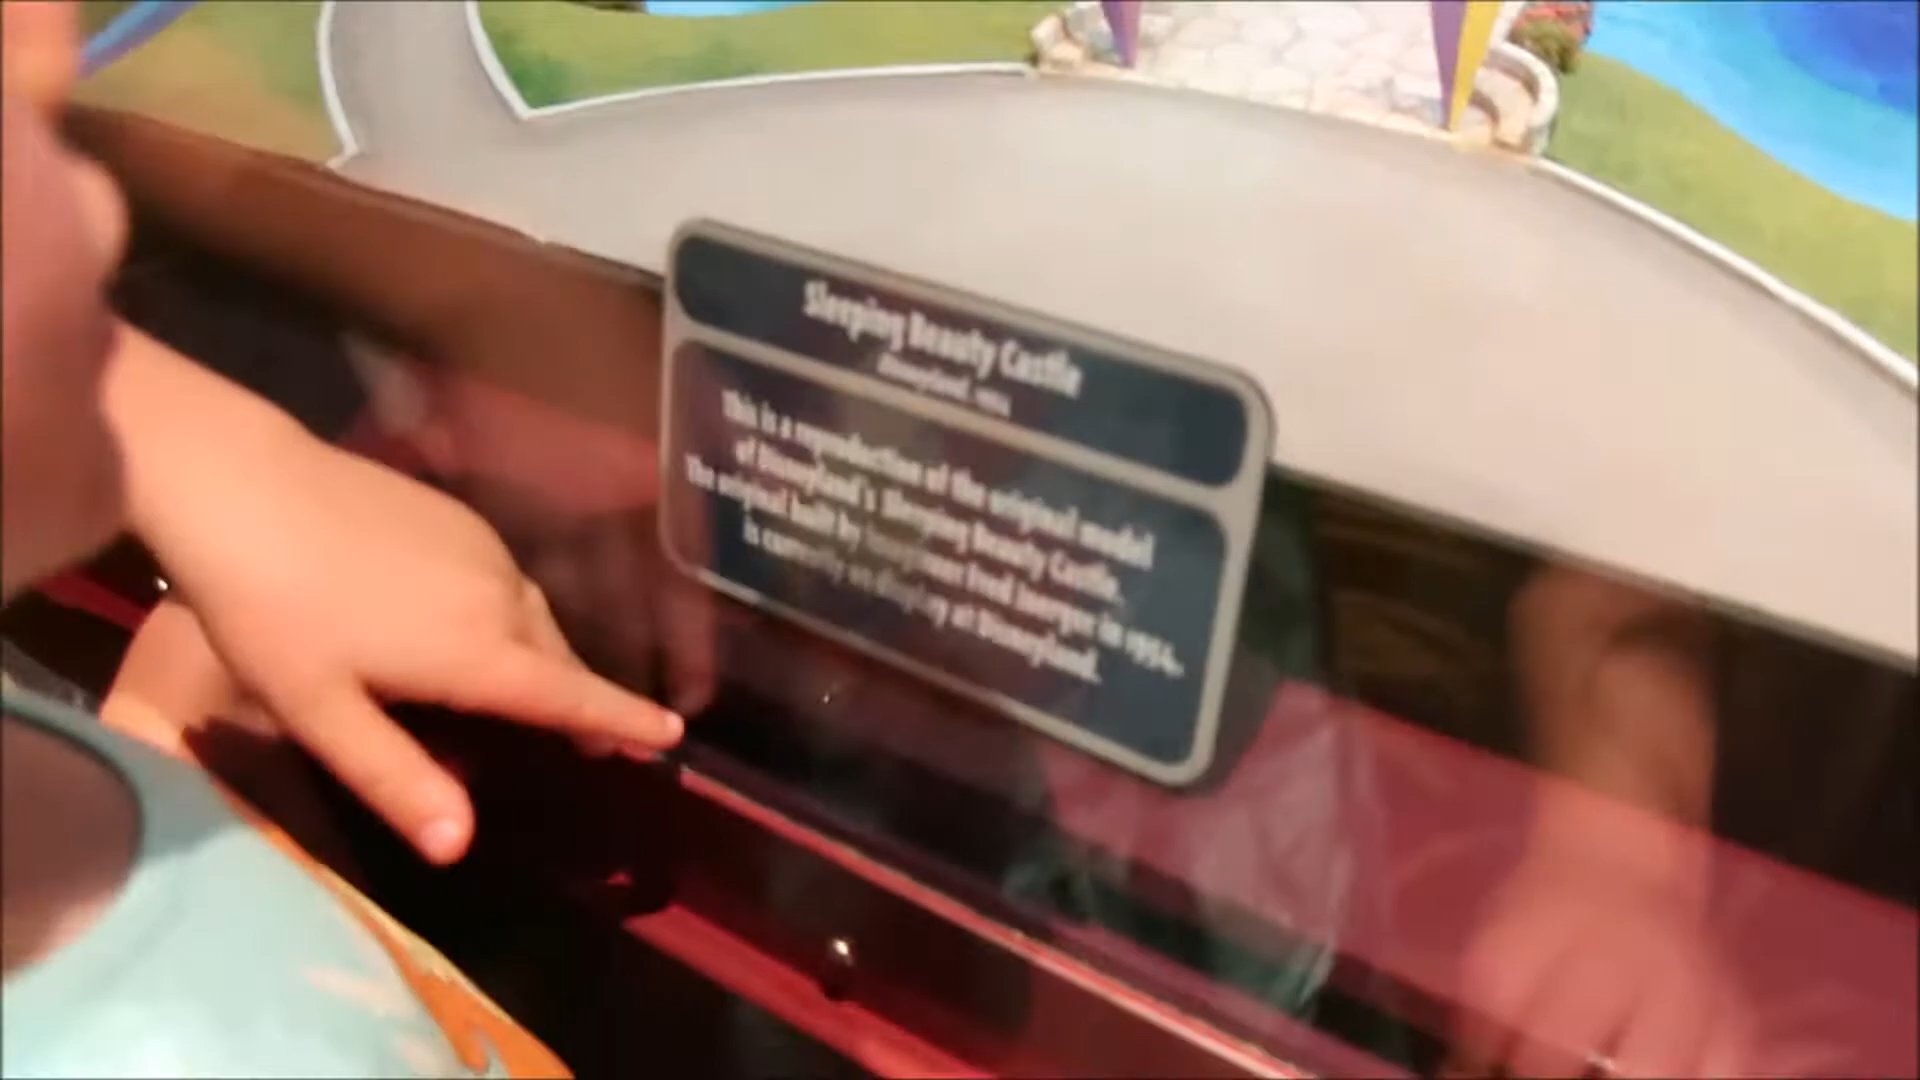 Sleeping Beauty Castle
Disneyland, 1954
This is a reproduction of the original model
of Disneyland's Sleeping Beauty Castle.
The original built by Imagineer Fred Joerger in 1954,
is currently on display at Disneyland.